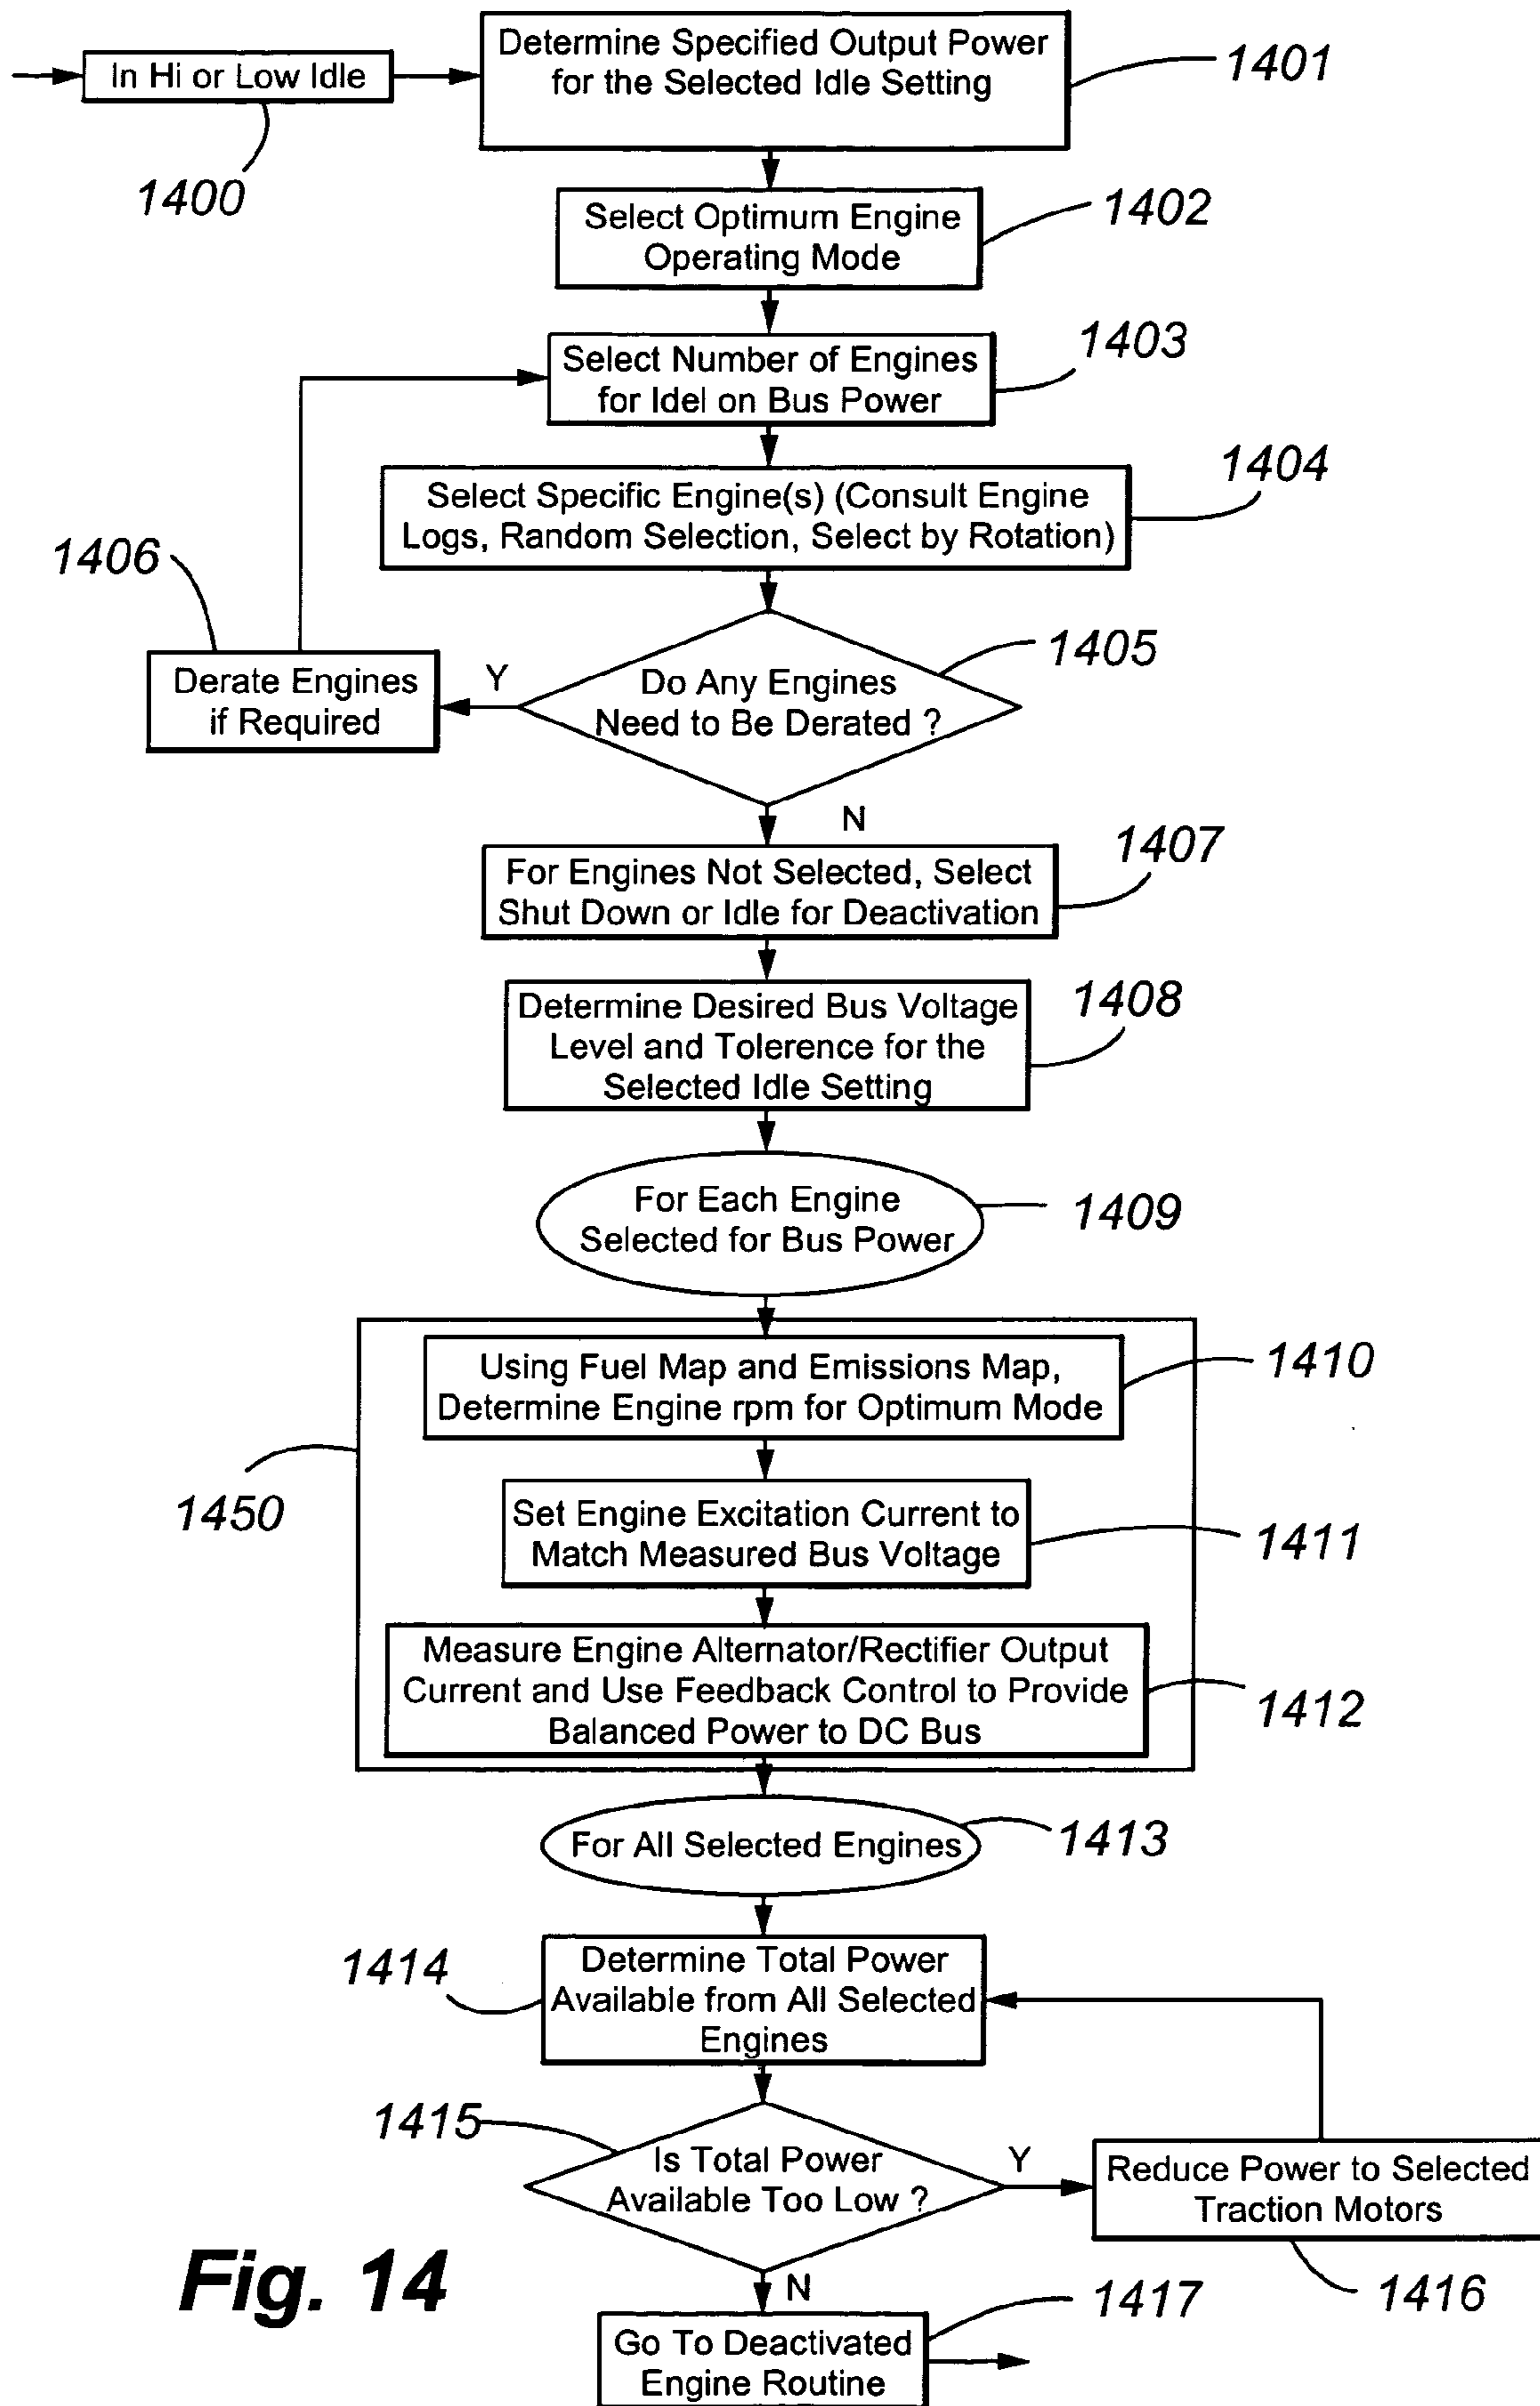 In Hi or Low Idle
1400
Determine Specified Output Power
for the Selected Idle Setting
1401
Select Optimum Engine
Operating Mode
1402
Select Number of Engines
for Idel on Bus Power
1403
Select Specific Engine(s) (Consult Engine
Logs, Random Selection, Select by Rotation)
1404
Do Any Engines
Need to Be Derated ?
1405
Y
Derate Engines
if Required
1406
N
For Engines Not Selected, Select
Shut Down or Idle for Deactivation
1407
Determine Desired Bus Voltage
Level and Tolerence for the
Selected Idle Setting
1408
For Each Engine
Selected for Bus Power
1409
Using Fuel Map and Emissions Map,
Determine Engine rpm for Optimum Mode
1410
1450
Set Engine Excitation Current to
Match Measured Bus Voltage
1411
Measure Engine Alternator/Rectifier Output
Current and Use Feedback Control to Provide
Balanced Power to DC Bus
1412
For All Selected Engines
1413
Determine Total Power
Available from All Selected
Engines
1414
Is Total Power
Available Too Low ?
1415
Y
Reduce Power to Selected
Traction Motors
1416
N
Go To Deactivated
Engine Routine
1417
Fig. 14